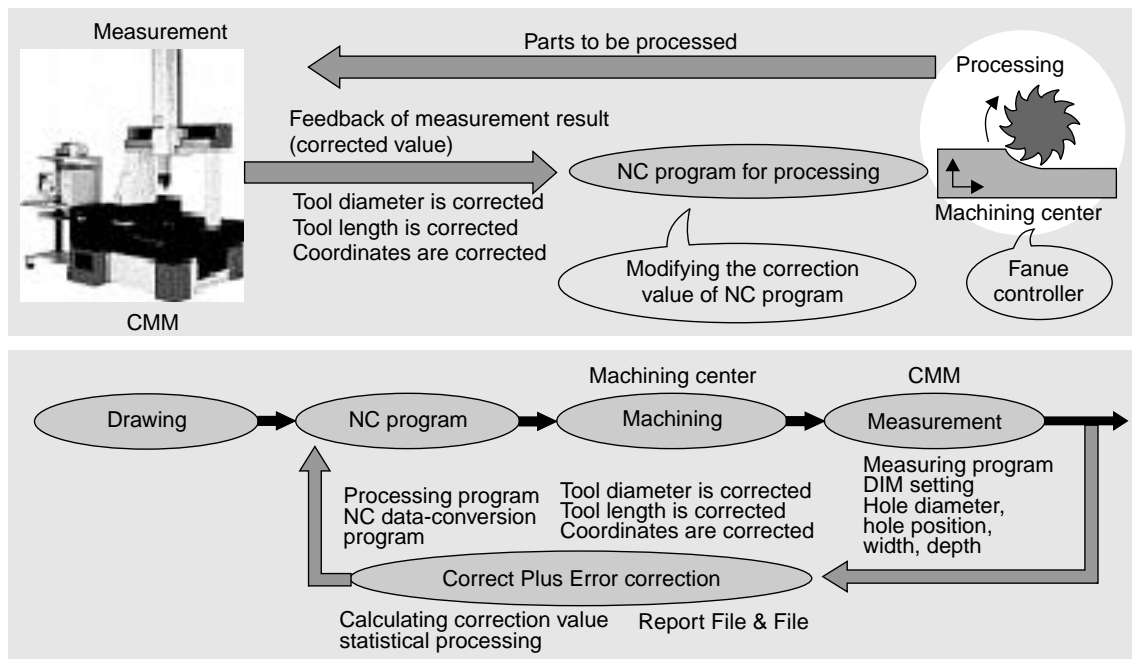 Measurement
Parts to be processed
Processing
Feedback of measurement result
(corrected value)
NC program for processing
Tool diameter is corrected
Tool length is corrected
Coordinates are corrected
Machining center
Modifying the correction
value of NC program
Fanue
controller
CMM
Machining center
CMM
Drawing
NC program
Machining
Measurement
Processing program
NC data-conversion
program
Tool diameter is corrected
Tool length is corrected
Coordinates are corrected
Measuring program
DIM setting
Hole diameter,
hole position,
width, depth
Correct Plus Error correction
Calculating correction value
statistical processing
Report File & File